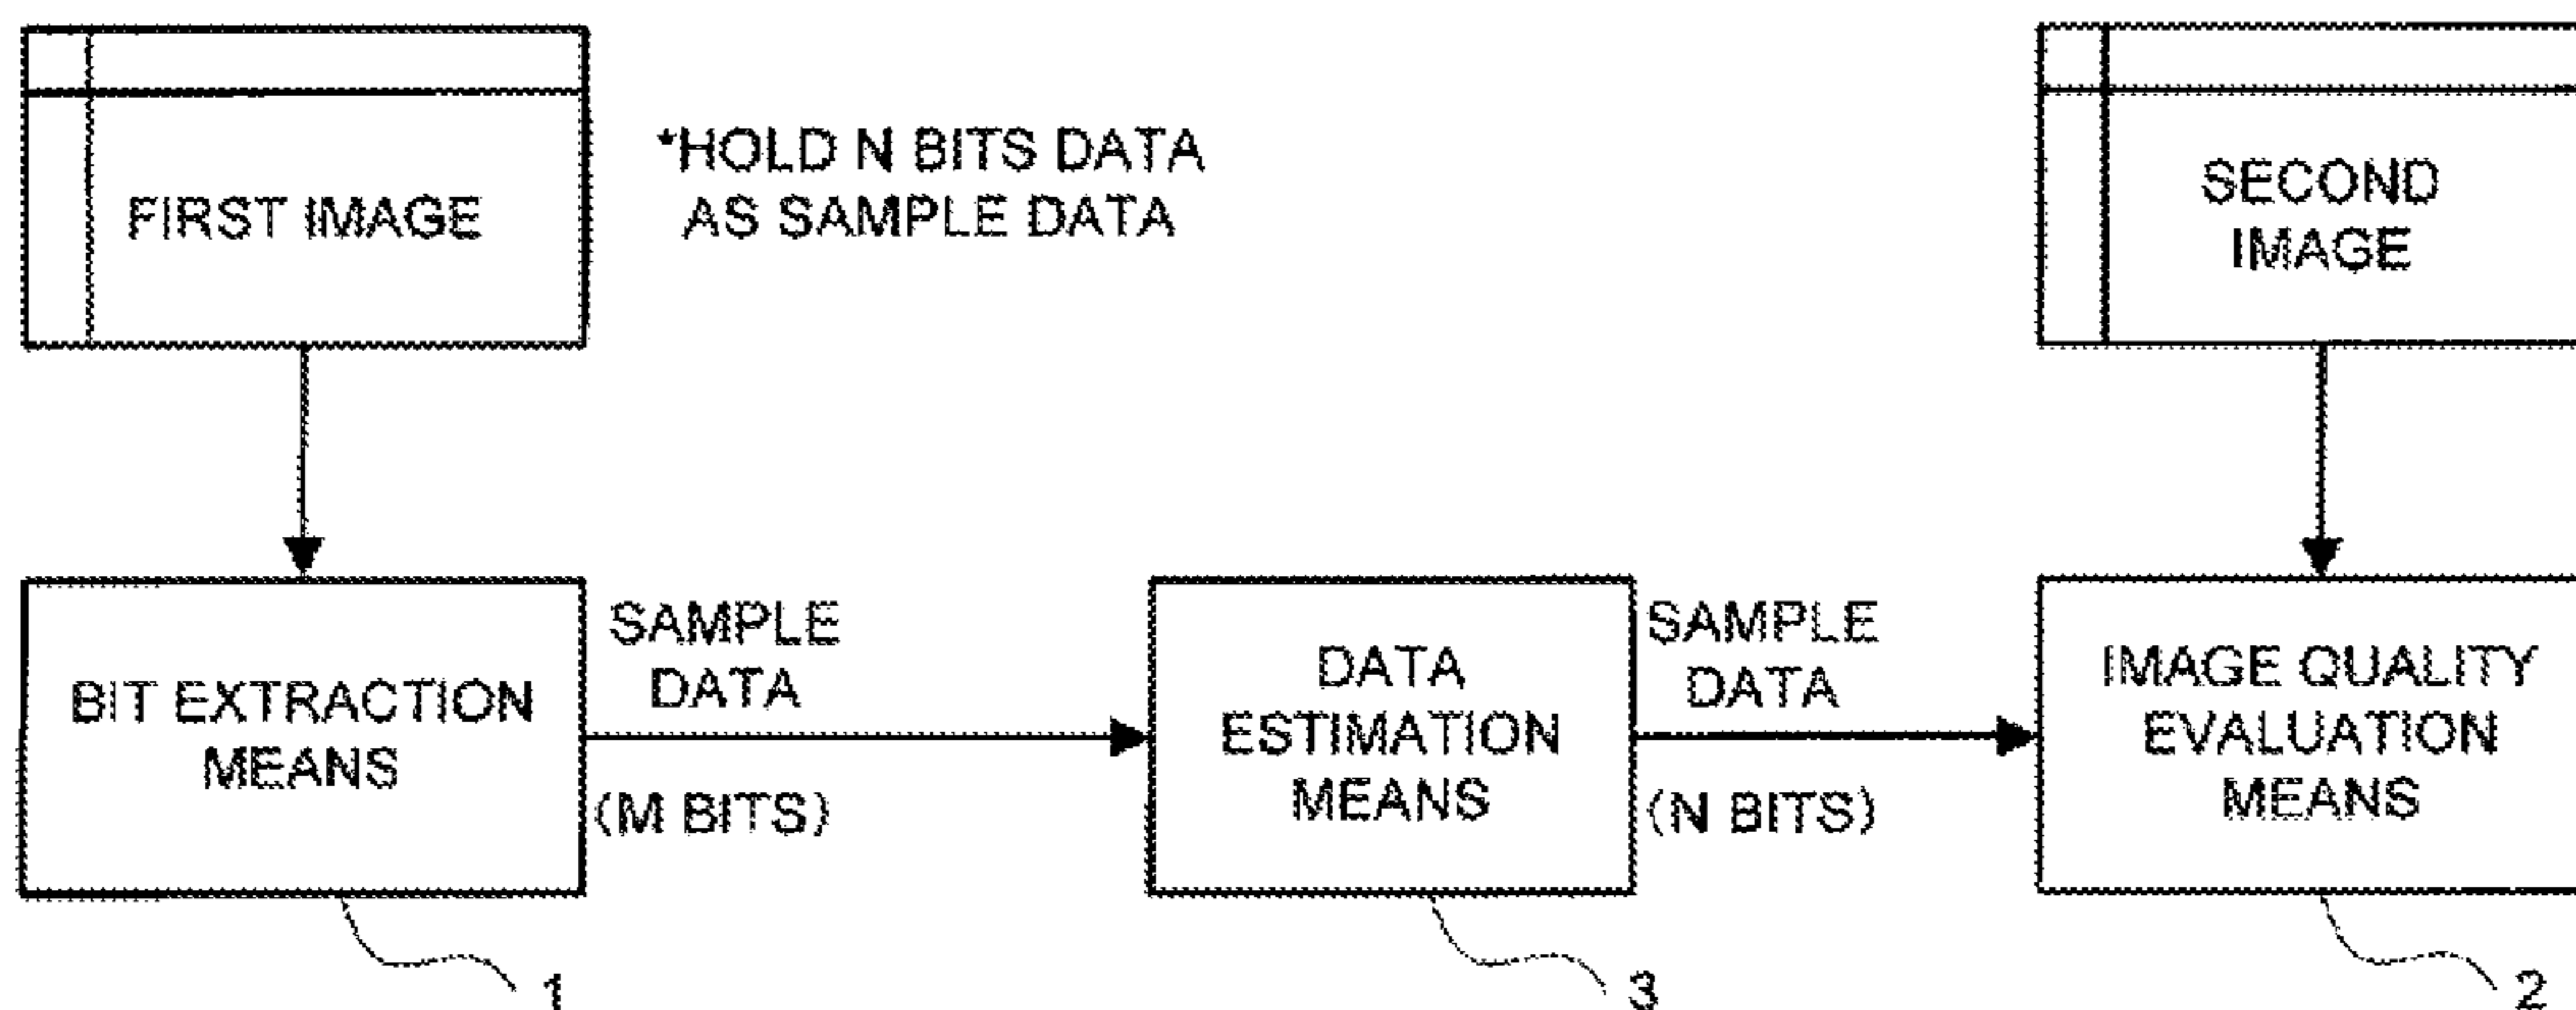 FIRST IMAGE
*HOLD N BITS DATA
AS SAMPLE DATA
SECOND
IMAGE
BIT EXTRACTION
MEANS
SAMPLE
DATA
(M BITS)
DATA
ESTIMATION
MEANS
SAMPLE
DATA
(N BITS)
IMAGE QUALITY
EVALUATION
MEANS
1
3
2